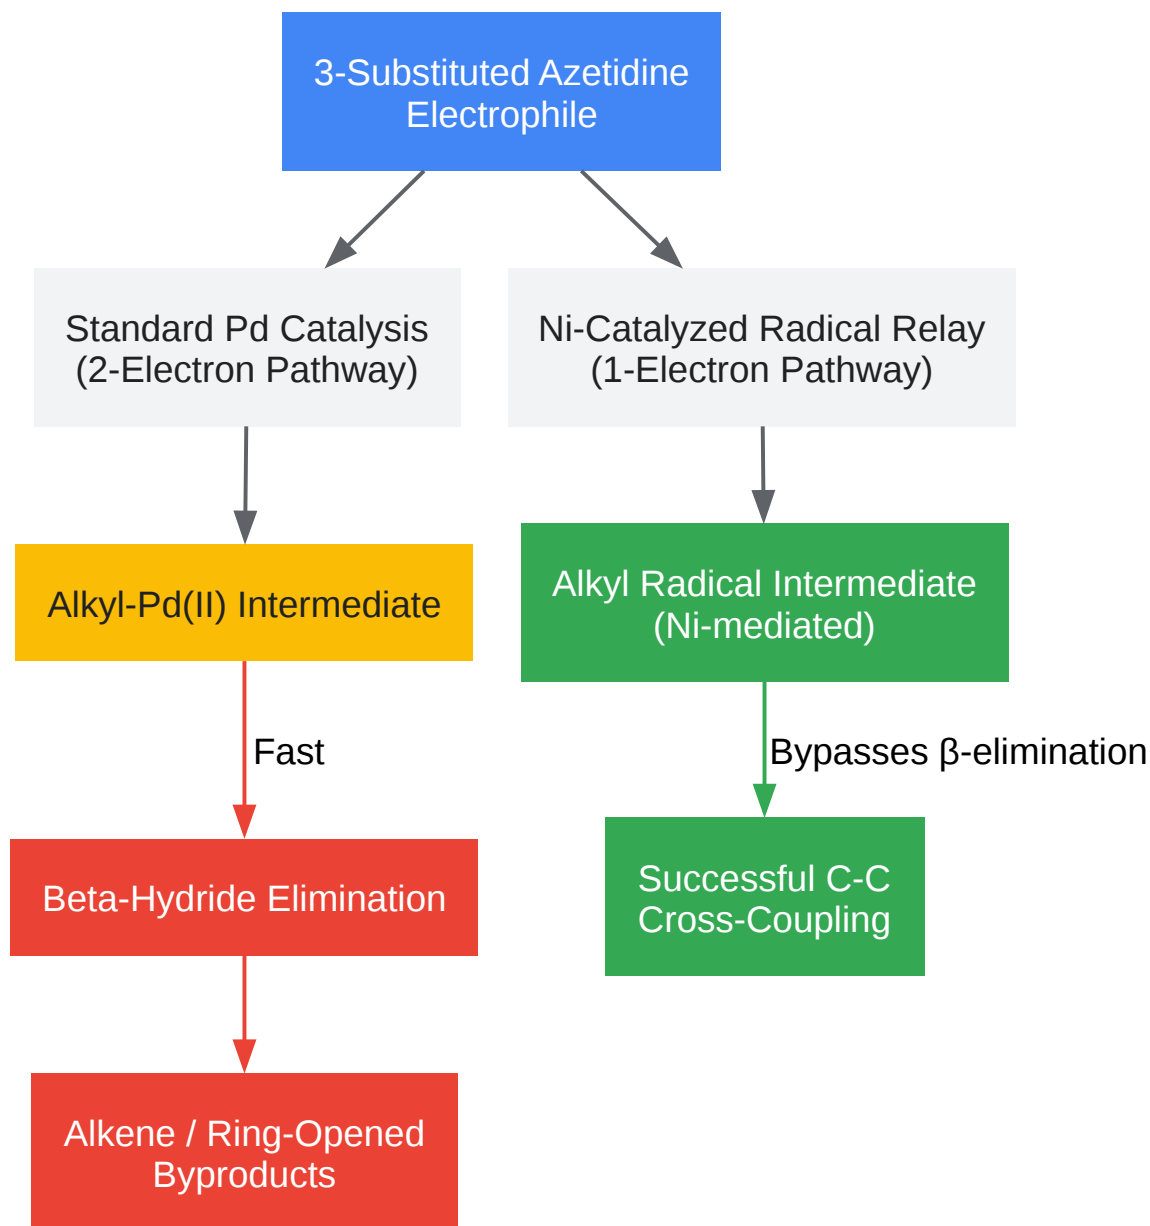 3-Substituted Azetidine
Electrophile
Standard Pd Catalysis
(2-Electron Pathway)
Ni-Catalyzed Radical Relay
(1-Electron Pathway)
Alkyl-Pd(II) Intermediate
Alkyl Radical Intermediate
(Ni-mediated)
Fast
Bypasses β-elimination
Beta-Hydride Elimination
Successful C-C
Cross-Coupling
Alkene / Ring-Opened
Byproducts